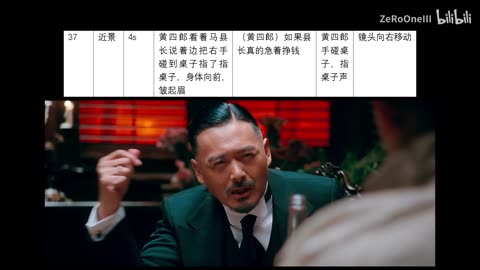 ZeRoOneIII bilibili
37 近景 4s 黄四郎看着马县 （黄四郎）如果县 黄四郎 镜头向右移动
长说着边把右手 长真的急着挣钱 手碰桌
碰到桌子指了指 子，指
桌子，身体向前， 桌子声
皱起眉